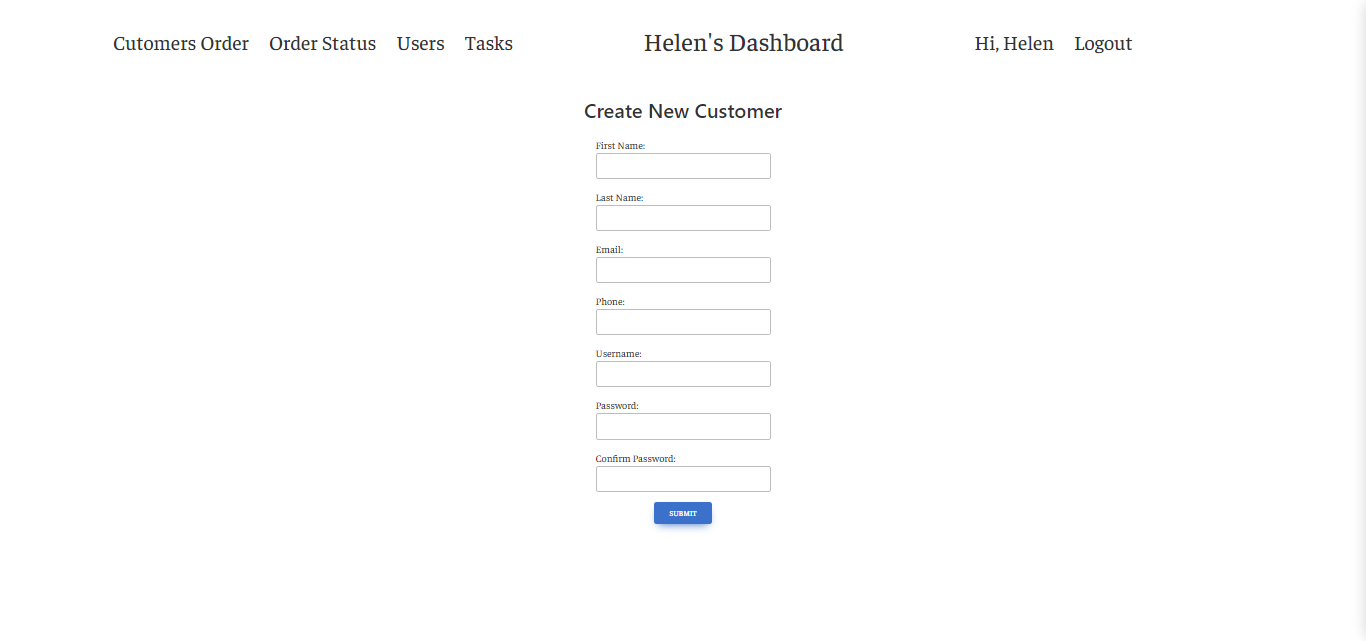 Cutomers Order Order Status Users Tasks Helen's Dashboard Hi, Helen Logout
Create New Customer
First Name:
Last Name:
Email:
Phone:
Username:
Password:
Confirm Password:
SUBMIT